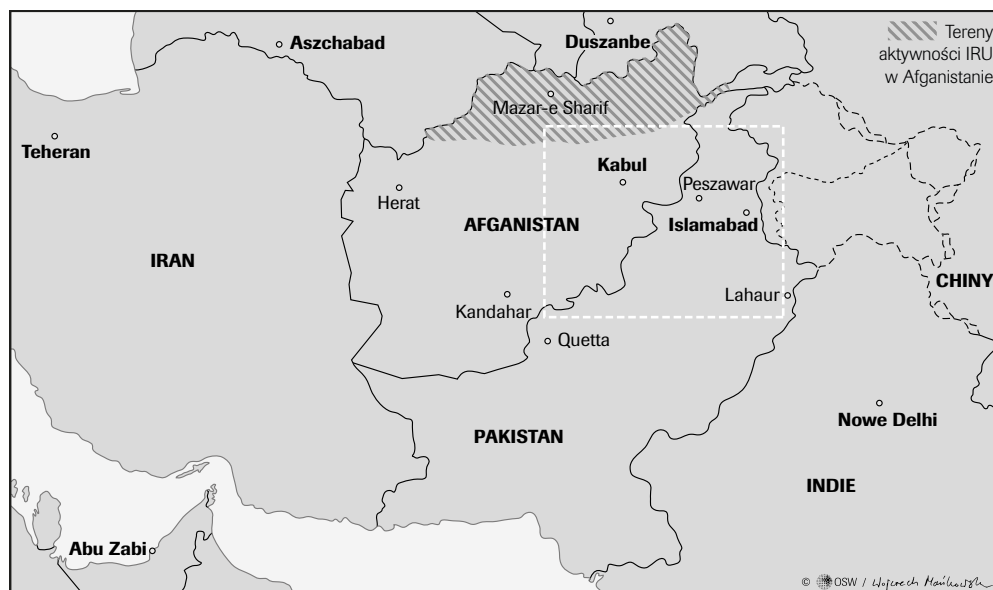 Aszchabad
Duszanbe
Tereny
aktywności IRU
w Afganistanie
Mazar-e Sharif
Teheran
Kabul
Peszawar
Herat
AFGANISTAN
Islamabad
IRAN
CHINY
Kandahar
Lahaur
Quetta
Nowe Delhi
PAKISTAN
INDIE
Abu Zabi
© OSW / Wojciech Mańkowski